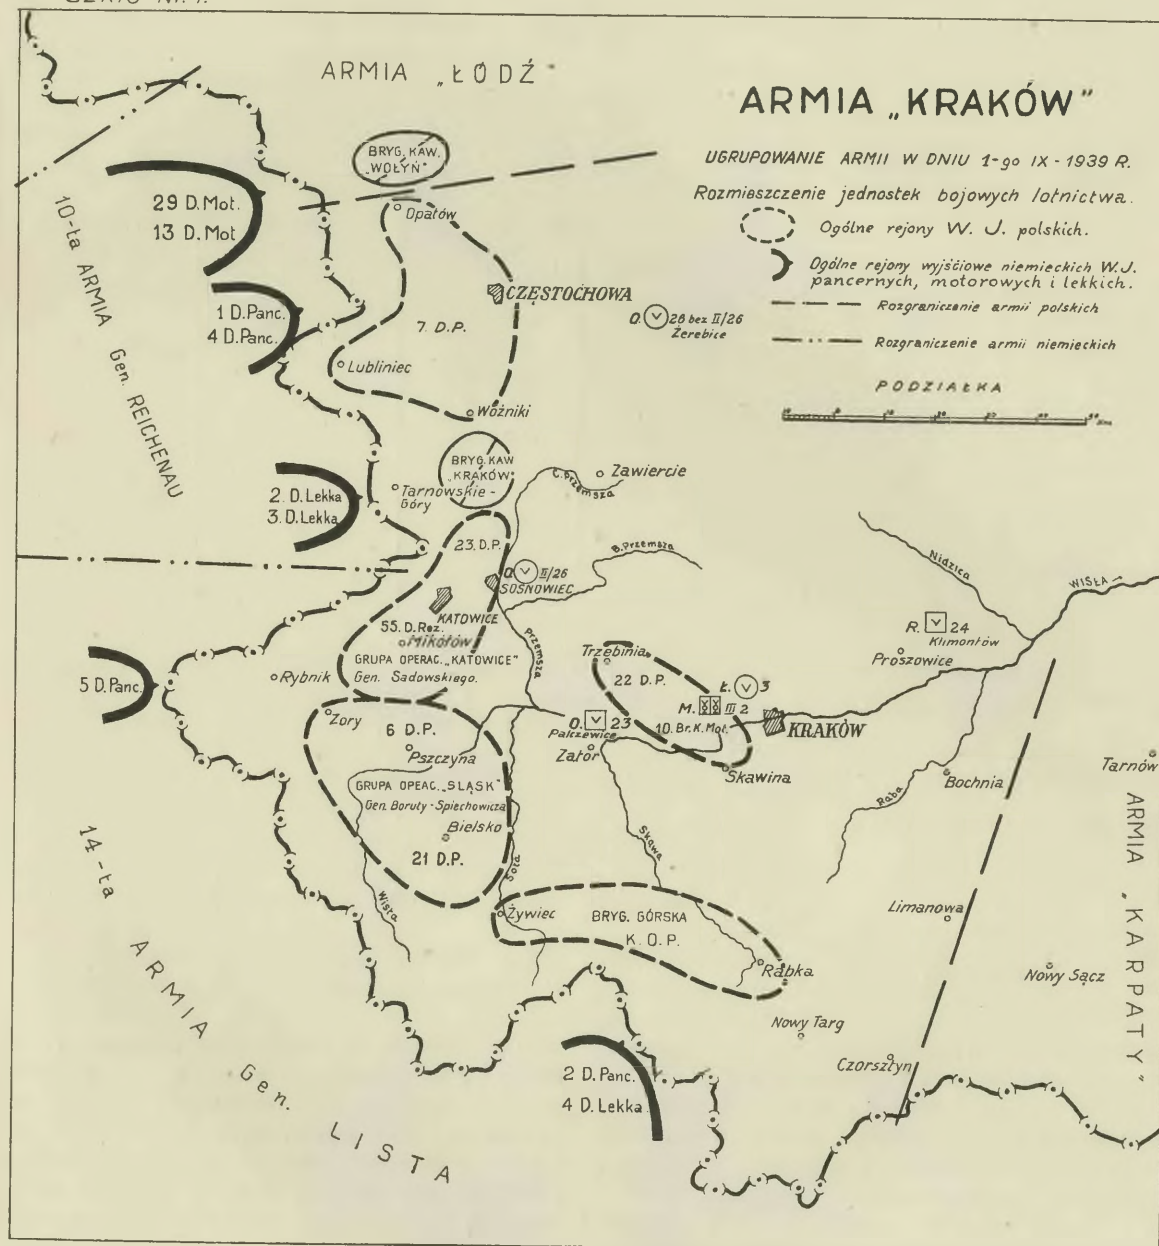 ARMIA „ŁÓDŹ"
ARMIA „KRAKÓW"
UGRUPOWANIE ARMII W DNIU 1-go IX - 1939 R.
Rozmieszczenie jednostek bojowych lotnictwa.
Ogólne rejony W. J. polskich.
Ogólne rejony wyjściowe niemieckich W.J.
pancernych, motorowych i lekkich.
Rozgraniczenie armii polskich
Rozgraniczenie armii niemieckich
PODZIAŁKA
BRYG. KAW.
„WOŁYŃ"
10-ta ARMIA Gen. REICHENAU
29 D. Mot.
13 D. Mot
1 D. Panc.
4 D. Panc.
Opatów
CZĘSTOCHOWA
7. D.P.
O. 26 bez II/26
Żerebice
Lubliniec
Woźniki
BRYG. KAW
„KRAKÓW"
2. D. Lekka
3. D. Lekka
Tarnowskie-
Góry
C. Przemsza
Zawiercie
23. D.P.
O. II/26
SOSNOWIEC
B. Przemsza
Nidzica
WISŁA
KATOWICE
55. D. Rez.
Mikołów
Przemsza
GRUPA OPERAC. „KATOWICE"
Gen. Sadowskiego.
Rybnik
5 D. Panc.
Trzebinia
22 D.P.
R. 24
Klimontów
Proszowice
Ł. 3
M. III 2
10. Br. K. Mot.
KRAKÓW
Skawina
Żory
6 D.P.
Pszczyna
O. 23
Palczewice
Zator
GRUPA OPEAC. „SLĄSK"
Gen. Boruty-Spiechowicza
Bielsko
21 D.P.
Soła
Skawa
Wisła
Raba
Bochnia
Tarnów
14-ta ARMIA Gen. LISTA
Żywiec
BRYG. GÓRSKA
K. O. P.
Rabka
Limanowa
Nowy Sącz
Nowy Targ
Czorsztyn
ARMIA „KARPATY"
2 D. Panc.
4 D. Lekka